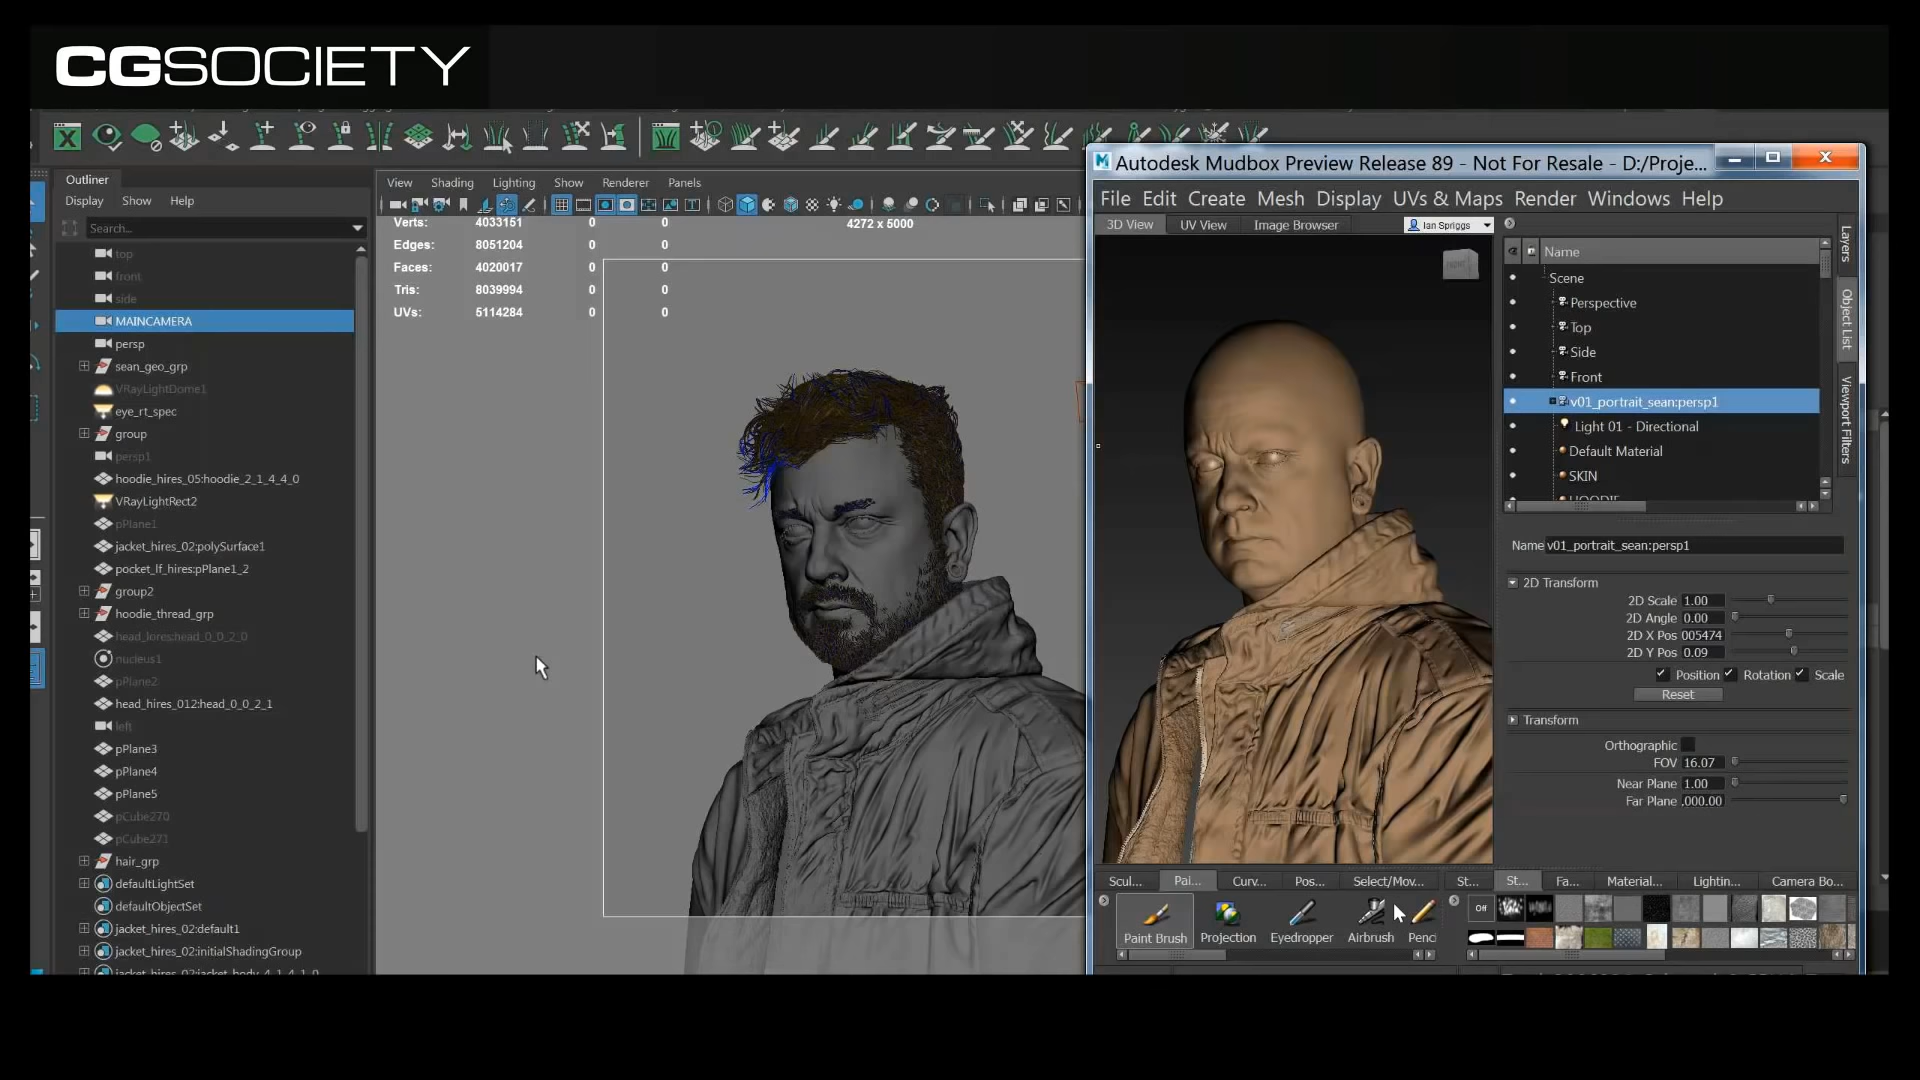 CGSOCIETY
Outliner
Display Show Help
Search...
top
front
side
MAINCAMERA
persp
sean_geo_grp
VRayLightDome1
eye_rt_spec
group
persp1
hoodie_hires_05:hoodie_2_1_4_4_0
VRayLightRect2
pPlane1
jacket_hires_02:polySurface1
pocket_lf_hires:pPlane1_2
group2
hoodie_thread_grp
head_lores:head_0_0_2_0
nucleus1
pPlane2
head_hires_012:head_0_0_2_1
left
pPlane3
pPlane4
pPlane5
pCube270
pCube271
hair_grp
defaultLightSet
defaultObjectSet
jacket_hires_02:default1
jacket_hires_02:initialShadingGroup
jacket_hires_02:jacket_body_4_1_4_1_0
View Shading Lighting Show Renderer Panels
Verts: 4033151 0 0
Edges: 8051204 0 0
Faces: 4020017 0 0
Tris: 8039994 0 0
UVs: 5114284 0 0
4272 x 5000
Autodesk Mudbox Preview Release 89 - Not For Resale - D:/Proje...
File Edit Create Mesh Display UVs & Maps Render Windows Help
3D View UV View Image Browser Ian Spriggs
FRONT
Name
Scene
Perspective
Top
Side
Front
v01_portrait_sean:persp1
Light 01 - Directional
Default Material
SKIN
HOODIE
Layers
Object List
Viewport Filters
Name v01_portrait_sean:persp1
2D Transform
2D Scale 1.00
2D Angle 0.00
2D X Pos 005474
2D Y Pos 0.09
Position Rotation Scale
Reset
Transform
Orthographic
FOV 16.07
Near Plane 1.00
Far Plane ,000.00
Scul... Pai... Curv... Pos... Select/Mov... St... St... Fa... Material... Lightin... Camera Bo...
Paint Brush Projection Eyedropper Airbrush Penci
Off